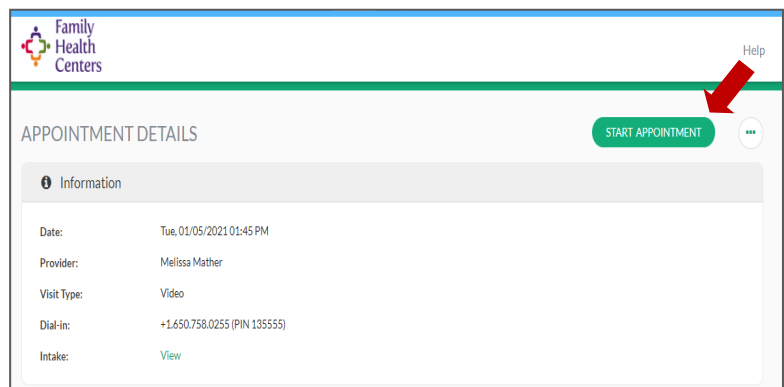 Family
Health
Centers
Help
APPOINTMENT DETAILS
START APPOINTMENT
Information
Date: Tue, 01/05/2021 01:45 PM
Provider: Melissa Mather
Visit Type: Video
Dial-in: +1.650.758.0255 (PIN 135555)
Intake: View